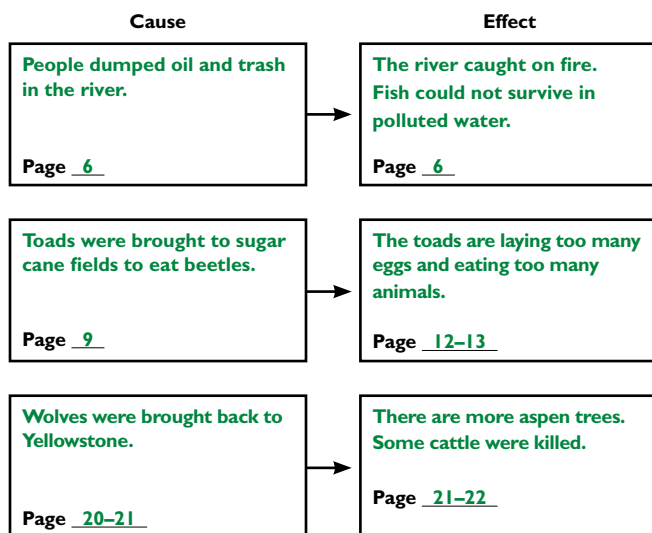 Cause
Effect
People dumped oil and trash
in the river.
Page 6
The river caught on fire.
Fish could not survive in
polluted water.
Page 6
Toads were brought to sugar
cane fields to eat beetles.
Page 9
The toads are laying too many
eggs and eating too many
animals.
Page 12–13
Wolves were brought back to
Yellowstone.
Page 20–21
There are more aspen trees.
Some cattle were killed.
Page 21–22